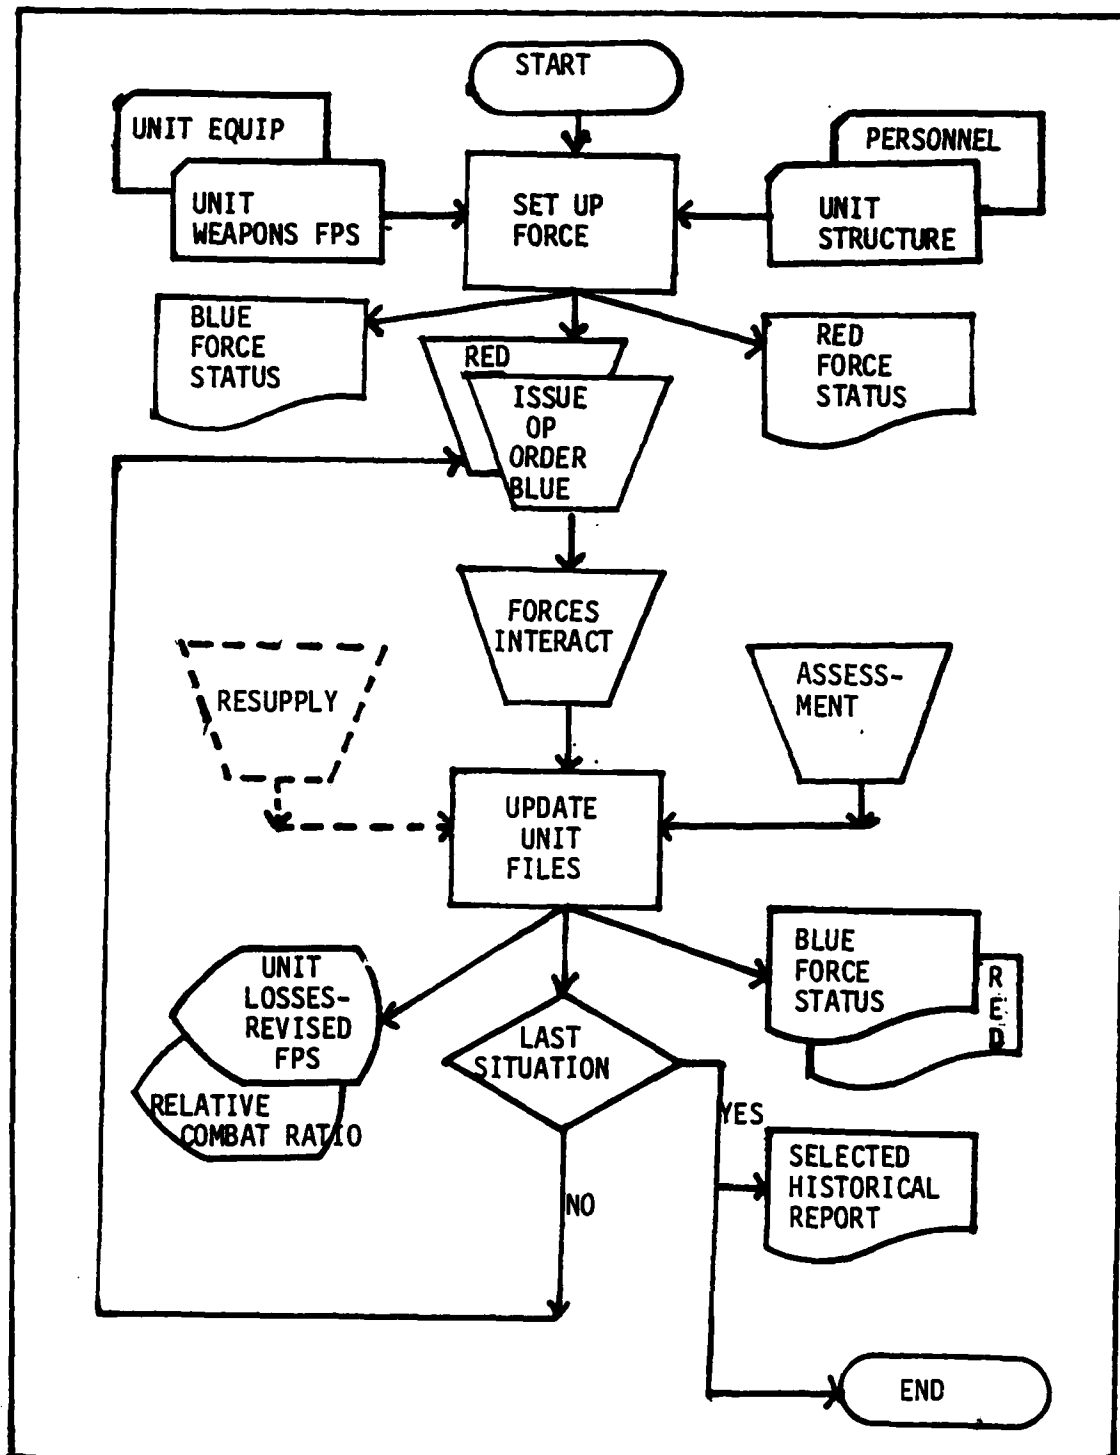 START
UNIT EQUIP
UNIT
WEAPONS FPS
SET UP
FORCE
PERSONNEL
UNIT
STRUCTURE
BLUE
FORCE
STATUS
RED
ISSUE
OP
ORDER
BLUE
RED
FORCE
STATUS
FORCES
INTERACT
RESUPPLY
ASSESS-
MENT
UPDATE
UNIT
FILES
UNIT
LOSSES-
REVISED
FPS
RELATIVE
COMBAT RATIO
LAST
SITUATION
BLUE
FORCE
STATUS
RED
YES
NO
SELECTED
HISTORICAL
REPORT
END